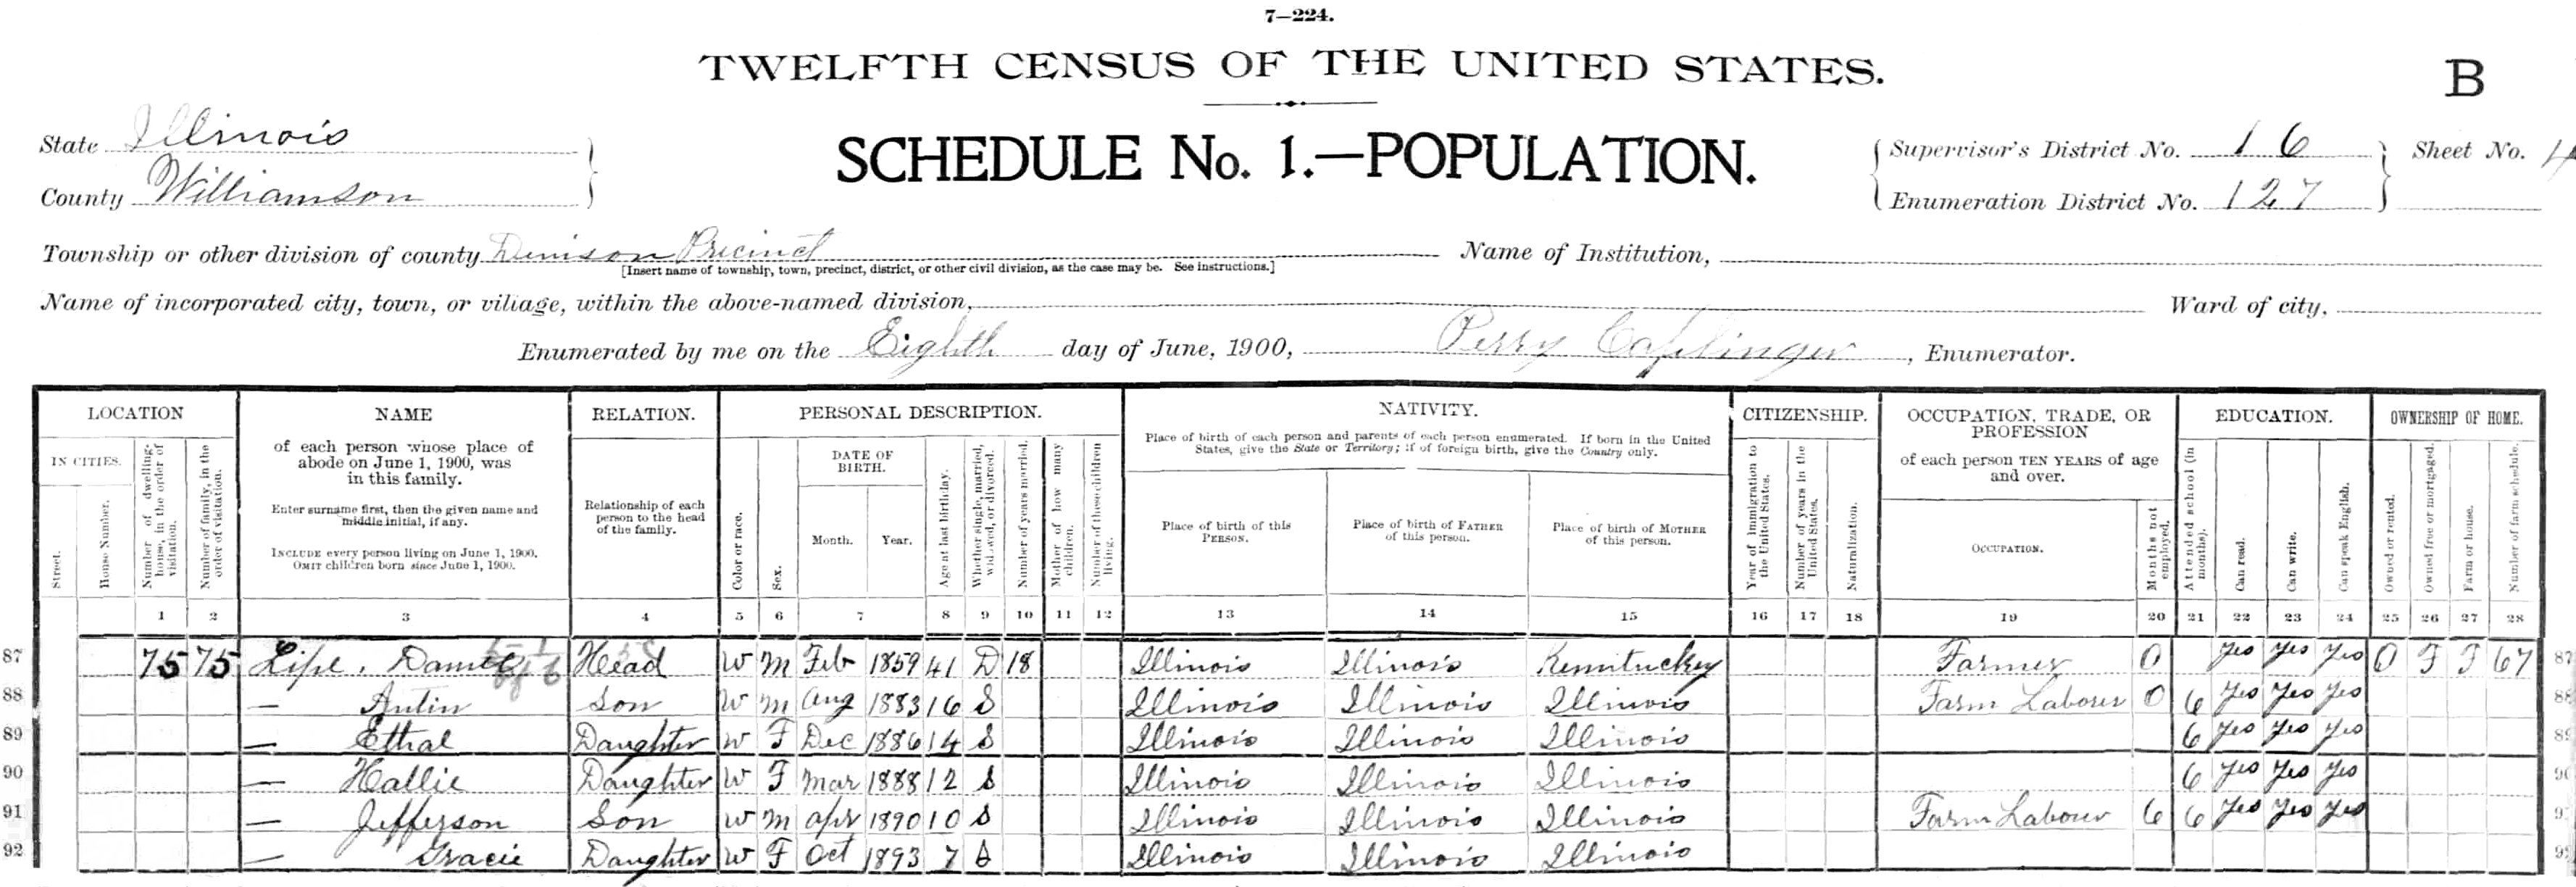 7—224.
TWELFTH CENSUS OF THE UNITED STATES.
B
State Illinois
County Williamson
SCHEDULE No. 1.—POPULATION.
Supervisor's District No. 16
Enumeration District No. 127
Sheet No. 4
Township or other division of county Denison Precinct
[Insert name of township, town, precinct, district, or other civil division, as the case may be. See instructions.]
Name of Institution,
Name of incorporated city, town, or village, within the above-named division,
Ward of city,
Enumerated by me on the Eighth day of June, 1900, Perry Caplinger, Enumerator.
LOCATION
IN CITIES.
Street.
House Number.
Number of dwelling-house, in the order of visitation.
Number of family, in the order of visitation.
NAME
of each person whose place of abode on June 1, 1900, was in this family.
Enter surname first, then the given name and middle initial, if any.
INCLUDE every person living on June 1, 1900.
OMIT children born since June 1, 1900.
RELATION.
Relationship of each person to the head of the family.
PERSONAL DESCRIPTION.
Color or race.
Sex.
DATE OF BIRTH.
Month.
Year.
Age at last birthday.
Whether single, married, widowed, or divorced.
Number of years married.
Mother of how many children.
Number of these children living.
NATIVITY.
Place of birth of each person and parents of each person enumerated. If born in the United States, give the State or Territory; if of foreign birth, give the Country only.
Place of birth of this PERSON.
Place of birth of FATHER of this person.
Place of birth of MOTHER of this person.
CITIZENSHIP.
Year of immigration to the United States.
Number of years in the United States.
Naturalization.
OCCUPATION, TRADE, OR PROFESSION
of each person TEN YEARS of age and over.
OCCUPATION.
Months not employed.
EDUCATION.
Attended school (in months).
Can read.
Can write.
Can speak English.
OWNERSHIP OF HOME.
Owned or rented.
Owned free or mortgaged.
Farm or house.
Number of farm schedule.
1 2 3 4 5 6 7 8 9 10 11 12 13 14 15 16 17 18 19 20 21 22 23 24 25 26 27 28
87 75 75 Lipe, Daniel Head W M Feb 1859 41 D 18 Illinois Illinois Kemituckey Farmer 0 Yes Yes Yes O F F 67 87
88 — Autin Son W M Aug 1883 16 S Illinois Illinois Illinois Farm Labourer 0 6 Yes Yes Yes 88
89 — Ethal Daughter W F Dec 1886 14 S Illinois Illinois Illinois 6 Yes Yes Yes 89
90 — Hallie Daughter W F Mar 1888 12 S Illinois Illinois Illinois 6 Yes Yes Yes 90
91 — Jefferson Son W M Apr 1890 10 S Illinois Illinois Illinois Farm Labour 6 6 Yes Yes Yes 91
92 — Gracie Daughter W F Oct 1893 7 S Illinois Illinois Illinois